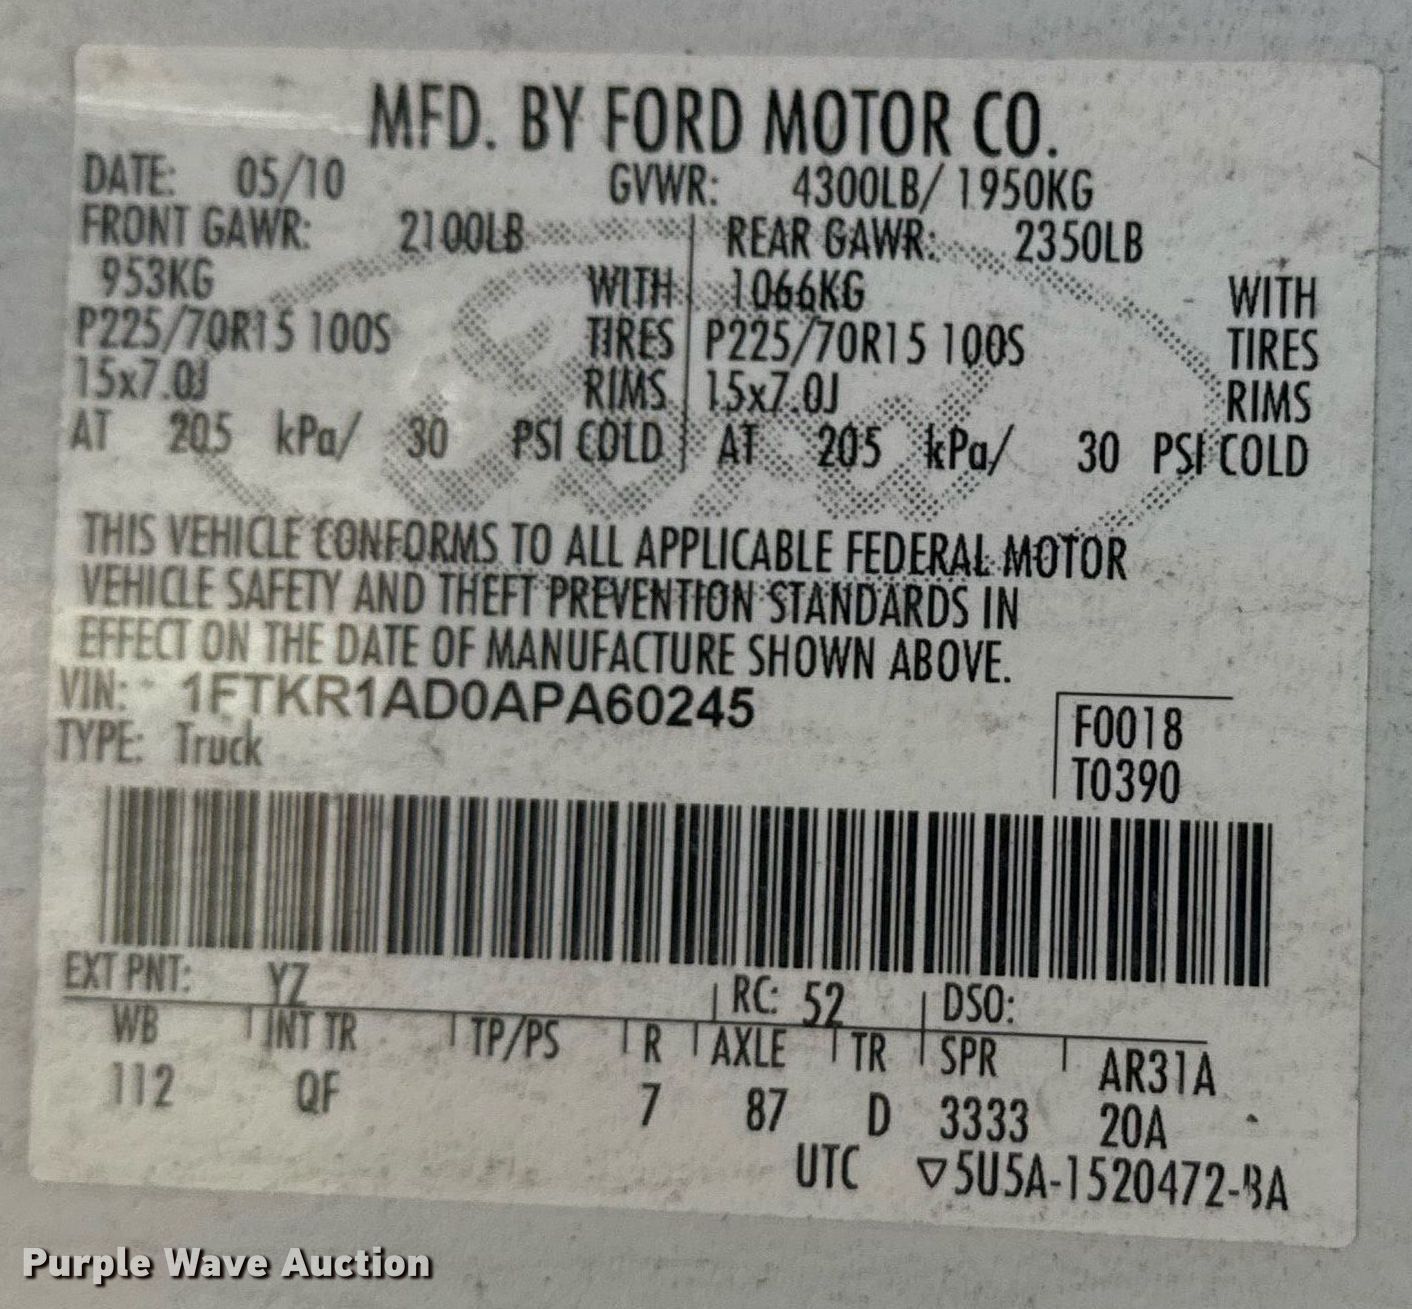 MFD. BY FORD MOTOR CO.
DATE: 05/10 GVWR: 4300LB/ 1950KG
FRONT GAWR: 2100LB REAR GAWR: 2350LB
953KG WITH 1066KG WITH
P225/70R15 100S TIRES P225/70R15 100S TIRES
15x7.0J RIMS 15x7.0J RIMS
AT 205 kPa/ 30 PSI COLD AT 205 kPa/ 30 PSI COLD
THIS VEHICLE CONFORMS TO ALL APPLICABLE FEDERAL MOTOR
VEHICLE SAFETY AND THEFT PREVENTION STANDARDS IN
EFFECT ON THE DATE OF MANUFACTURE SHOWN ABOVE.
VIN: 1FTKR1AD0APA60245
TYPE: Truck
F0018
T0390
EXT PNT: YZ RC: 52 DSO:
WB INT TR TP/PS R AXLE TR SPR AR31A
112 QF 7 87 D 3333 20A
UTC ▽5U5A-1520472-BA
Purple Wave Auction